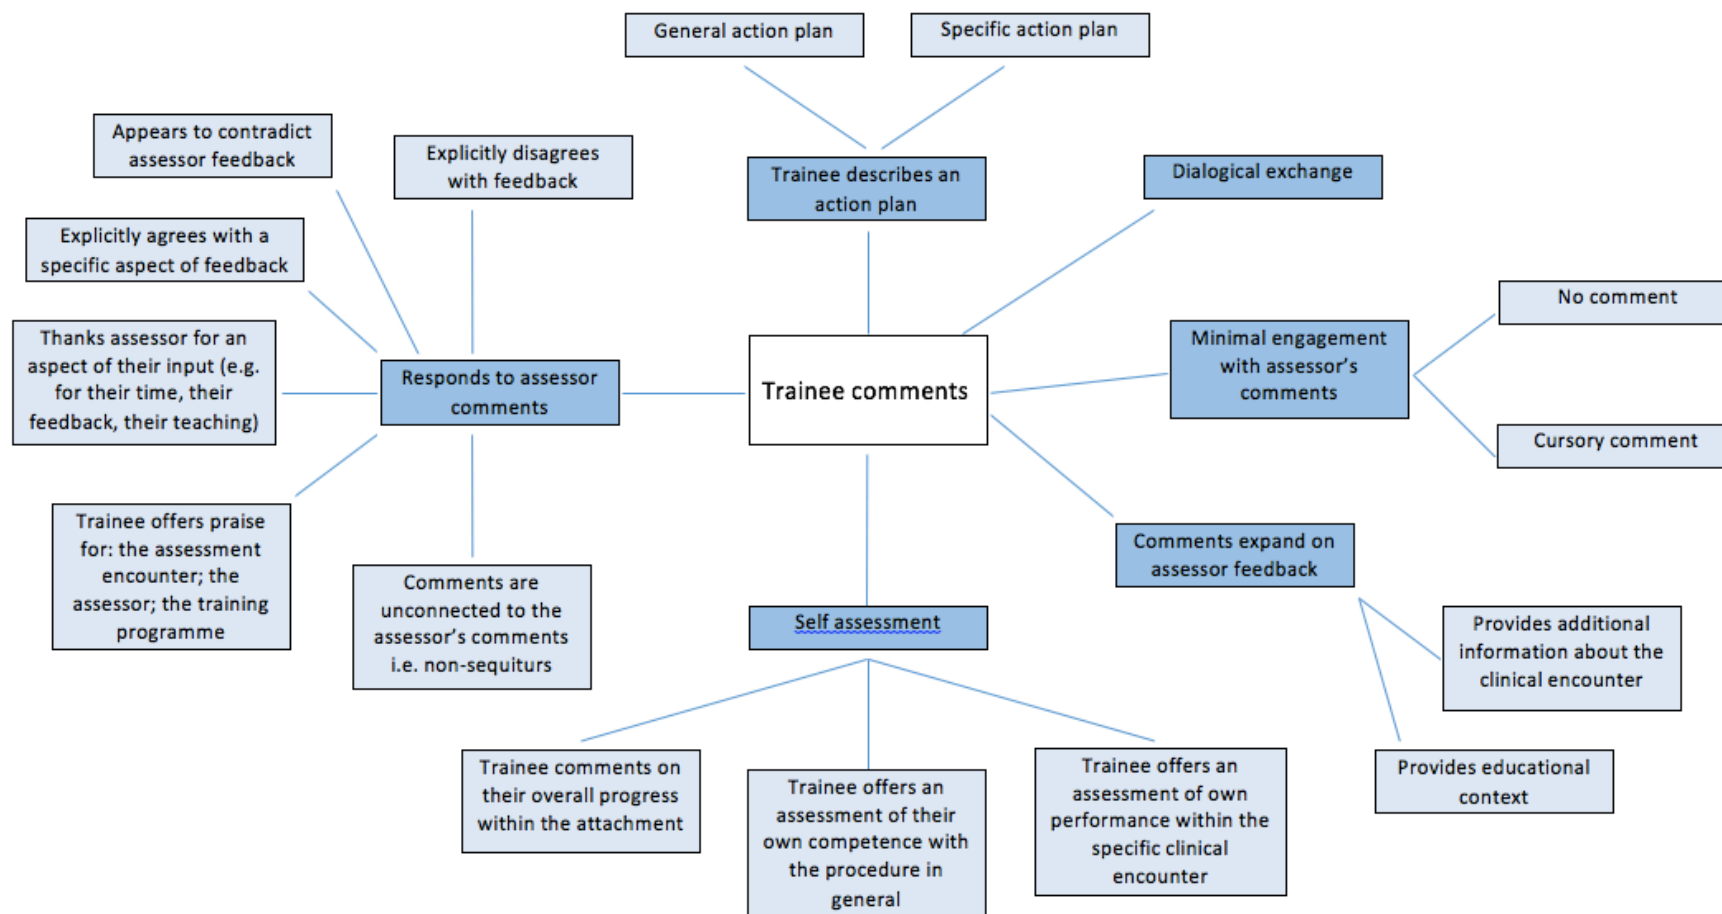 General action plan
Specific action plan
Appears to contradict
assessor feedback
Explicitly disagrees
with feedback
Trainee describes an
action plan
Dialogical exchange
Explicitly agrees with a
specific aspect of feedback
No comment
Thanks assessor for an
aspect of their input (e.g.
for their time, their
feedback, their teaching)
Responds to assessor
comments
Trainee comments
Minimal engagement
with assessor’s
comments
Cursory comment
Trainee offers praise
for: the assessment
encounter; the
assessor; the training
programme
Comments are
unconnected to the
assessor’s comments
i.e. non-sequiturs
Comments expand on
assessor feedback
Self assessment
Provides additional
information about the
clinical encounter
Provides educational
context
Trainee comments on
their overall progress
within the attachment
Trainee offers an
assessment of their
own competence with
the procedure in
general
Trainee offers an
assessment of own
performance within the
specific clinical
encounter